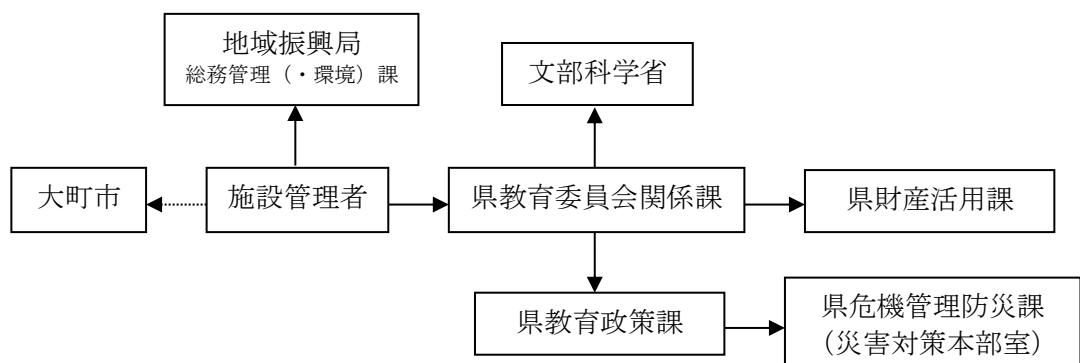 地域振興局
総務管理（・環境）課
文部科学省
大町市
施設管理者
県教育委員会関係課
県財産活用課
県教育政策課
県危機管理防災課
（災害対策本部室）